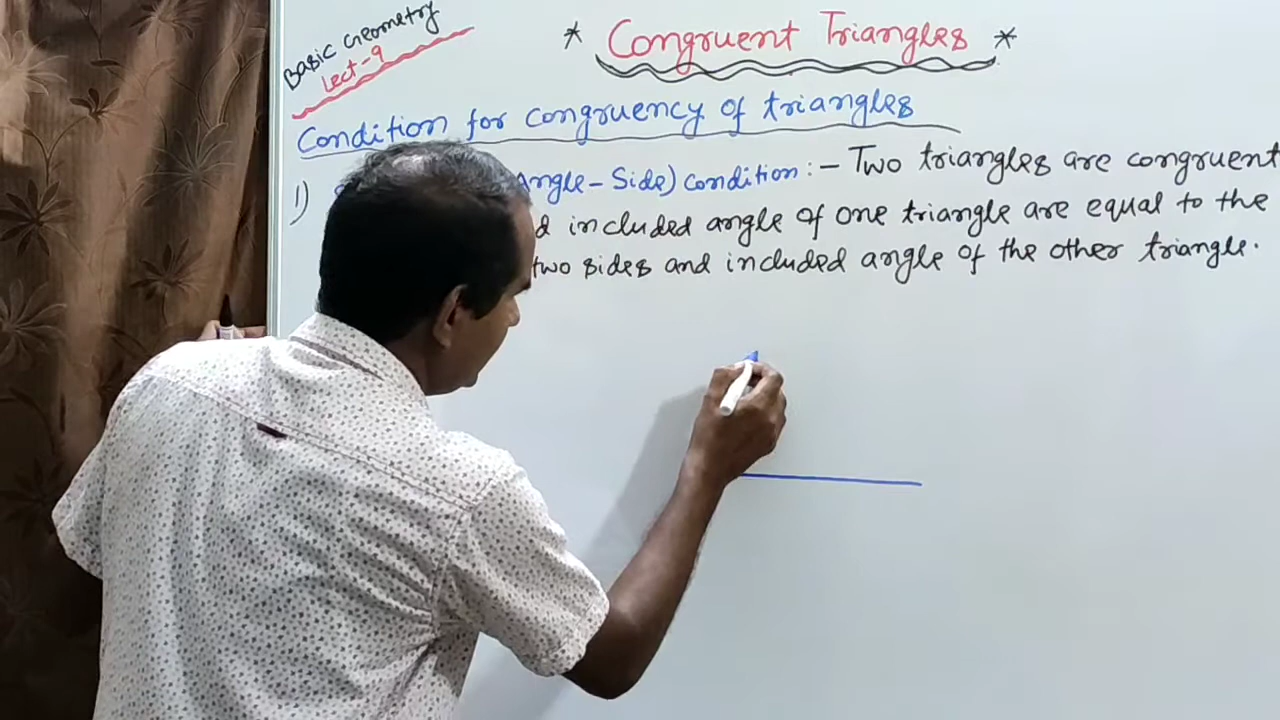 Basic Geometry
Lect-9
* Congruent Triangles *
Condition for congruency of triangles
1) Angle-Side) condition:- Two triangles are congruent
included angle of one triangle are equal to the
two sides and included angle of the other triangle.